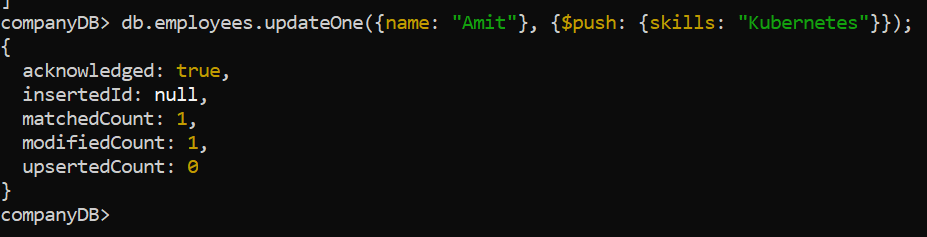 ]
companyDB> db.employees.updateOne({name: "Amit"}, {$push: {skills: "Kubernetes"}});
{
  acknowledged: true,
  insertedId: null,
  matchedCount: 1,
  modifiedCount: 1,
  upsertedCount: 0
}
companyDB>